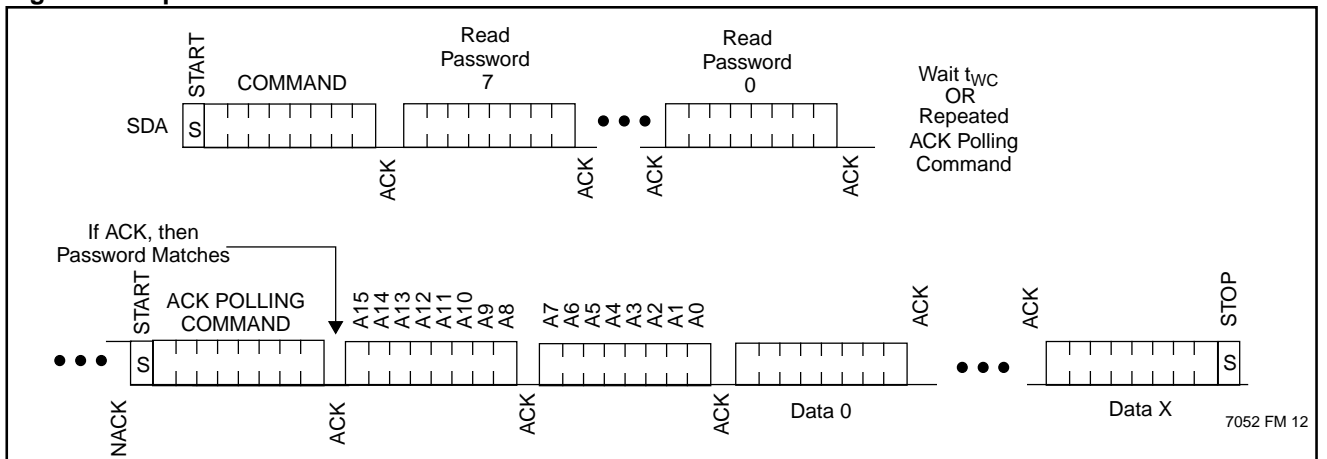 START
COMMAND
Read
Password
7
Read
Password
0
Wait tWC
OR
Repeated
ACK Polling
Command
SDA
S
ACK
ACK
ACK
ACK
If ACK, then
Password Matches
START
ACK POLLING
COMMAND
A15
A14
A13
A12
A11
A10
A9
A8
A7
A6
A5
A4
A3
A2
A1
A0
ACK
ACK
STOP
S
S
NACK
ACK
ACK
ACK
Data 0
Data X
7052 FM 12